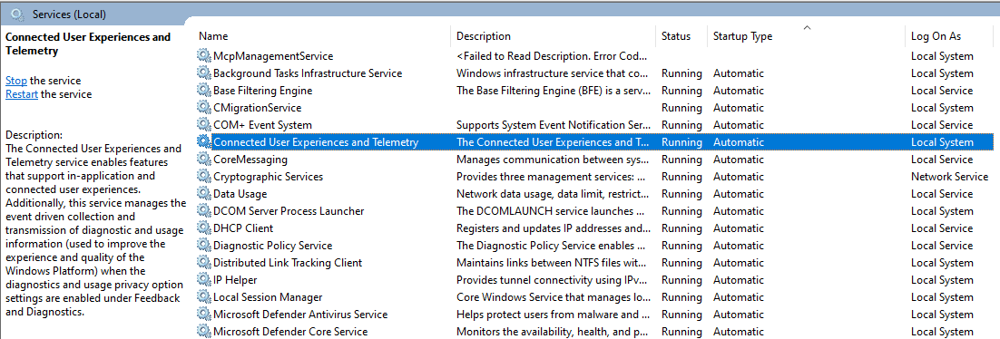 Services (Local)
Connected User Experiences and
Telemetry
Stop the service
Restart the service
Description:
The Connected User Experiences and
Telemetry service enables features
that support in-application and
connected user experiences.
Additionally, this service manages the
event driven collection and
transmission of diagnostic and usage
information (used to improve the
experience and quality of the
Windows Platform) when the
diagnostics and usage privacy option
settings are enabled under Feedback
and Diagnostics.
Name Description Status Startup Type Log On As
McpManagementService <Failed to Read Description. Error Cod... Local System
Background Tasks Infrastructure Service Windows infrastructure service that co... Running Automatic Local System
Base Filtering Engine The Base Filtering Engine (BFE) is a serv... Running Automatic Local Service
CMigrationService Running Automatic Local System
COM+ Event System Supports System Event Notification Ser... Running Automatic Local Service
Connected User Experiences and Telemetry The Connected User Experiences and T... Running Automatic Local System
CoreMessaging Manages communication between sys... Running Automatic Local Service
Cryptographic Services Provides three management services: ... Running Automatic Network Service
Data Usage Network data usage, data limit, restrict... Running Automatic Local Service
DCOM Server Process Launcher The DCOMLAUNCH service launches ... Running Automatic Local System
DHCP Client Registers and updates IP addresses and... Running Automatic Local Service
Diagnostic Policy Service The Diagnostic Policy Service enables ... Running Automatic Local Service
Distributed Link Tracking Client Maintains links between NTFS files wit... Running Automatic Local System
IP Helper Provides tunnel connectivity using IPv... Running Automatic Local System
Local Session Manager Core Windows Service that manages lo... Running Automatic Local System
Microsoft Defender Antivirus Service Helps protect users from malware and ... Running Automatic Local System
Microsoft Defender Core Service Monitors the availability, health, and p... Running Automatic Local System